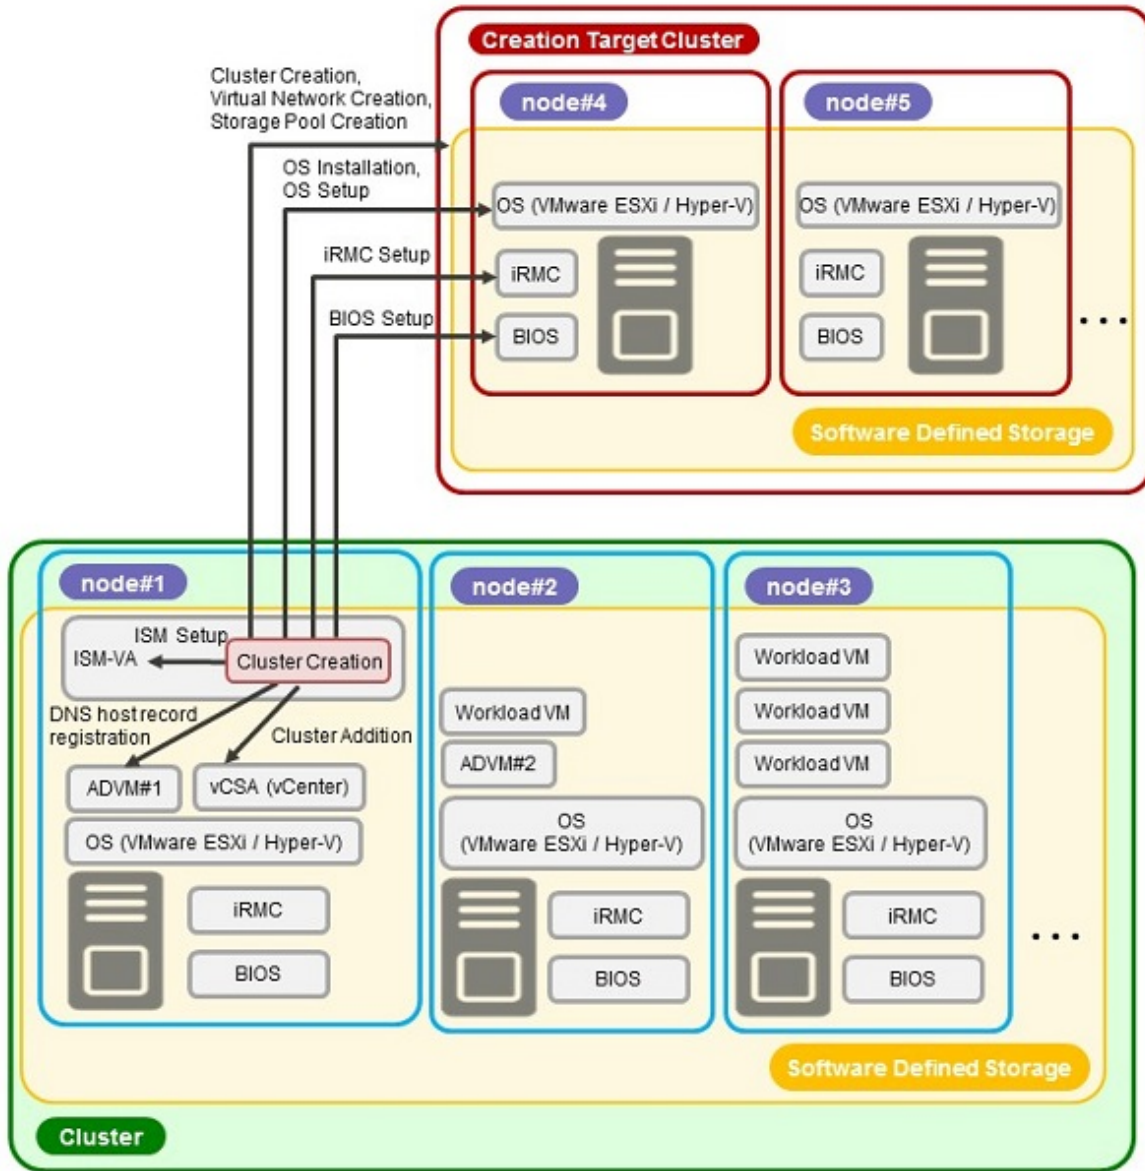 Creation Target Cluster
Cluster Creation,
Virtual Network Creation,
Storage Pool Creation
node#4
node#5
OS Installation,
OS Setup
OS (VMware ESXi / Hyper-V)
OS (VMware ESXi / Hyper-V)
iRMC Setup
iRMC
iRMC
BIOS Setup
BIOS
BIOS
...
Software Defined Storage
node#1
node#2
node#3
ISM Setup
ISM-VA
Cluster Creation
DNS host record
registration
Cluster Addition
ADVM#1
vCSA (vCenter)
OS (VMware ESXi / Hyper-V)
iRMC
BIOS
Workload VM
ADVM#2
OS
(VMware ESXi / Hyper-V)
iRMC
BIOS
Workload VM
Workload VM
Workload VM
OS
(VMware ESXi / Hyper-V)
iRMC
BIOS
...
Software Defined Storage
Cluster